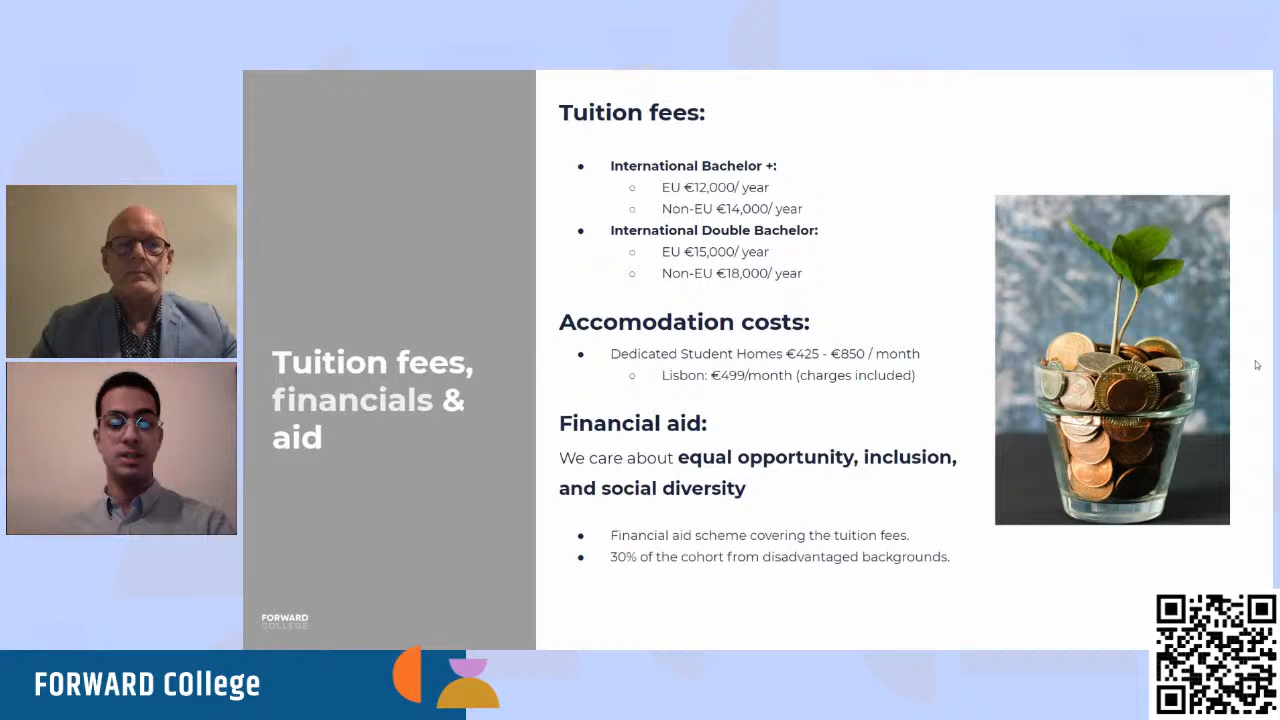 Tuition fees,
financials &
aid
FORWARD
COLLEGE
Tuition fees:
● International Bachelor +:
○ EU €12,000/ year
○ Non-EU €14,000/ year
● International Double Bachelor:
○ EU €15,000/ year
○ Non-EU €18,000/ year
Accomodation costs:
● Dedicated Student Homes €425 - €850 / month
○ Lisbon: €499/month (charges included)
Financial aid:
We care about equal opportunity, inclusion,
and social diversity
● Financial aid scheme covering the tuition fees.
● 30% of the cohort from disadvantaged backgrounds.
FORWARD College